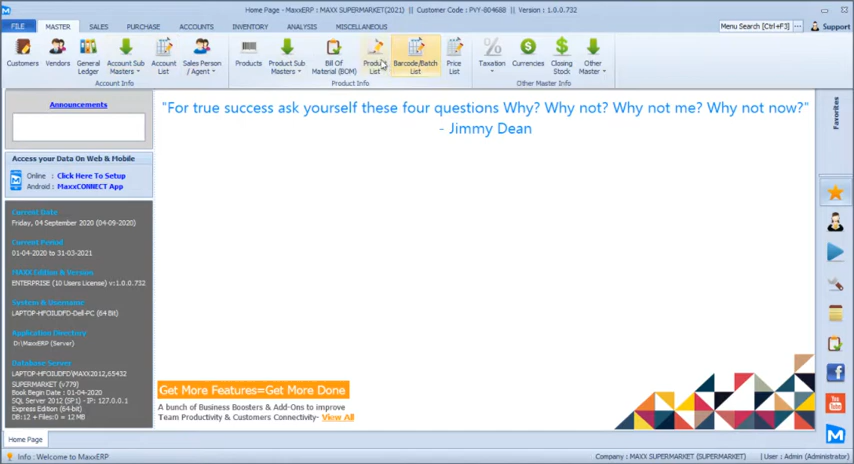 Home Page - MaxxERP :: MAXX SUPERMARKET(2021) || Customer Code : PVY-804688 || Version : 1.0.0.732
FILE MASTER SALES PURCHASE ACCOUNTS INVENTORY ANALYSIS MISCELLANEOUS Menu Search [Ctrl+F3] ... Support
Customers Vendors General Ledger Account Sub Masters Account List Sales Person / Agent Products Product Sub Masters Bill Of Material (BOM) Product List Barcode/Batch List Price List Taxation Currencies Closing Stock Other Master
Account Info Product Info Other Master Info
Announcements
"For true success ask yourself these four questions Why? Why not? Why not me? Why not now?"
- Jimmy Dean
Favorites
Access your Data On Web & Mobile
Online : Click Here To Setup
Android : MaxxCONNECT App
Current Date
Friday, 04 September 2020 (04-09-2020)
Current Period
01-04-2020 to 31-03-2021
MAXX Edition & Version
ENTERPRISE (10 Users License) v:1.0.0.732
System & Username
LAPTOP-HFOIUDFD-Dell-PC (64 Bit)
Application Directory
D:\MaxxERP (Server)
Database Server
LAPTOP-HFOIUDFD\MAXX2012,65432
SUPERMARKET (v779)
Book Begin Date : 01-04-2020
SQL Server 2012 (SP1) - IP: 127.0.0.1
Express Edition (64-bit)
DB:12 + Files:0 = 12 MB
Get More Features=Get More Done
A bunch of Business Boosters & Add-Ons to improve
Team Productivity & Customers Connectivity- View All
Home Page
Info : Welcome to MaxxERP Company : MAXX SUPERMARKET (SUPERMARKET) | User : Admin (Administrator)